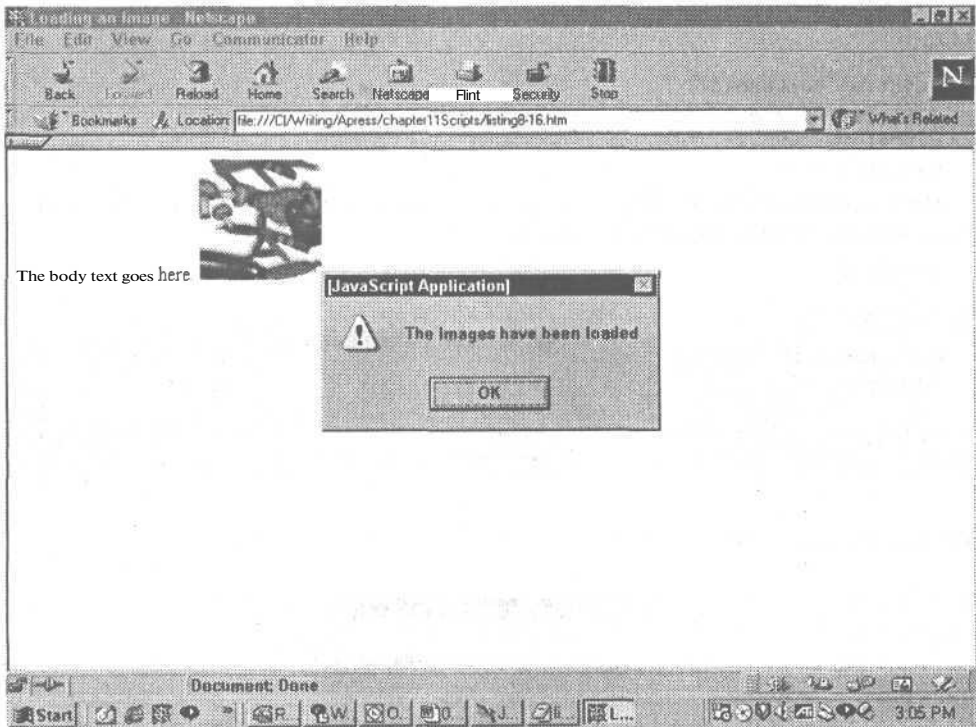 Loading an Image - Netscape
File Edit View Go Communicator Help
Back Forward Reload Home Search Netscape Flint Security Stop
N
Bookmarks Location: file:///C|/Writing/Apress/chapter11Scripts/listing8-16.htm What's Related
The body text goes here
[JavaScript Application]
The images have been loaded
OK
Document: Done
Start R... W... O... O... J... li... L... 3:05 PM